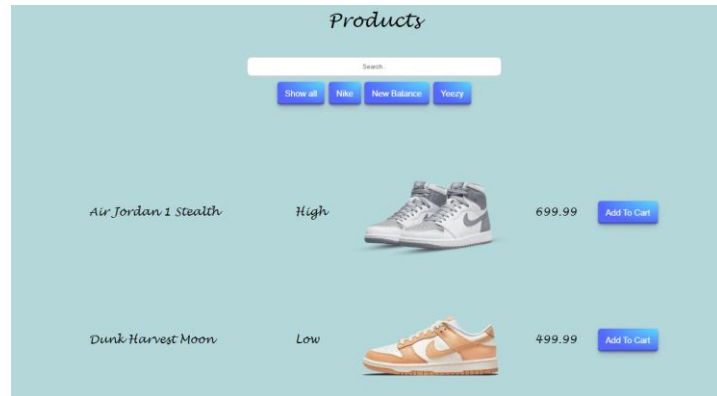 Products
Search..
Show all Nike New Balance Yeezy
Air Jordan 1 Stealth High 699.99 Add To Cart
Dunk Harvest Moon Low 499.99 Add To Cart